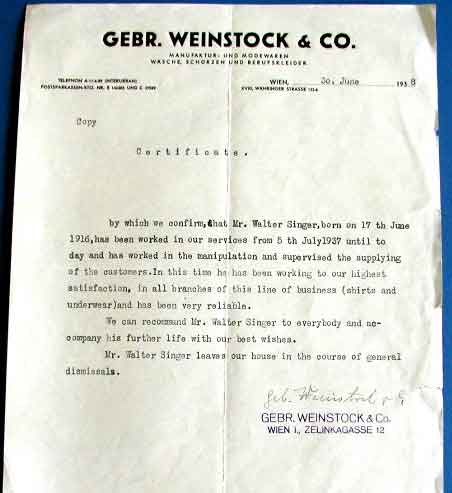 GEBR. WEINSTOCK & CO.
MANUFAKTUR- UND MODEWAREN
WÄSCHE, SCHÜRZEN UND BERUFSKLEIDER
WIEN, 30. June 1938
Copy
Certificate.
by which we confirm, that Mr. Walter Singer, born on 17 th June
1916, has been worked in our services from 5 th July1937 until to
day and has worked in the manipulation and supervised the supplying
of the customers.In this time he has been working to our highest
satisfaction, in all branches of this line of business (shirts and
underwear)and has been very reliable.
We can recommand Mr. Walter Singer to everybody and ac-
company his further life with our best wishes.
Mr. Walter Singer leaves our house in the course of general
dismissals.
GEBR. WEINSTOCK & Co.
WIEN I., ZELINKAGASSE 12